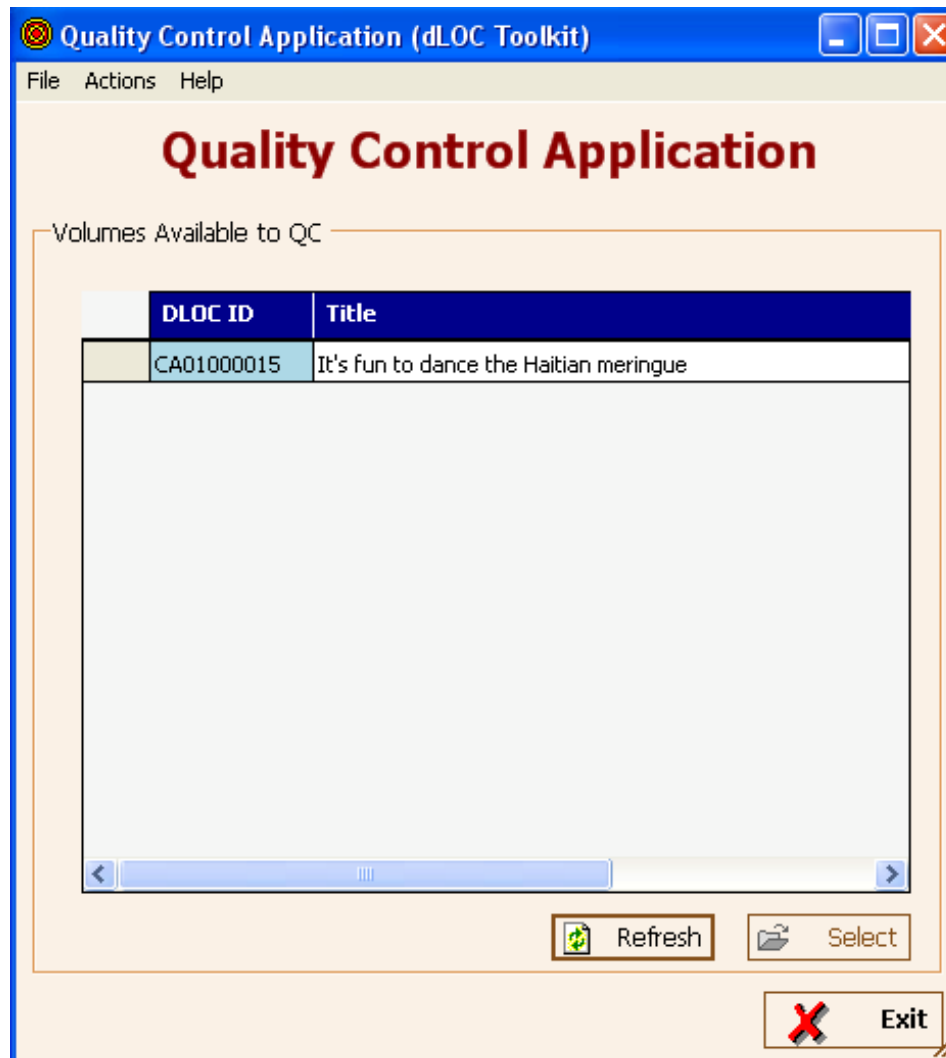 Quality Control Application (dLOC Toolkit)
File Actions Help
Quality Control Application
Volumes Available to QC
DLOC ID Title
CA01000015 It's fun to dance the Haitian meringue
Refresh Select
Exit